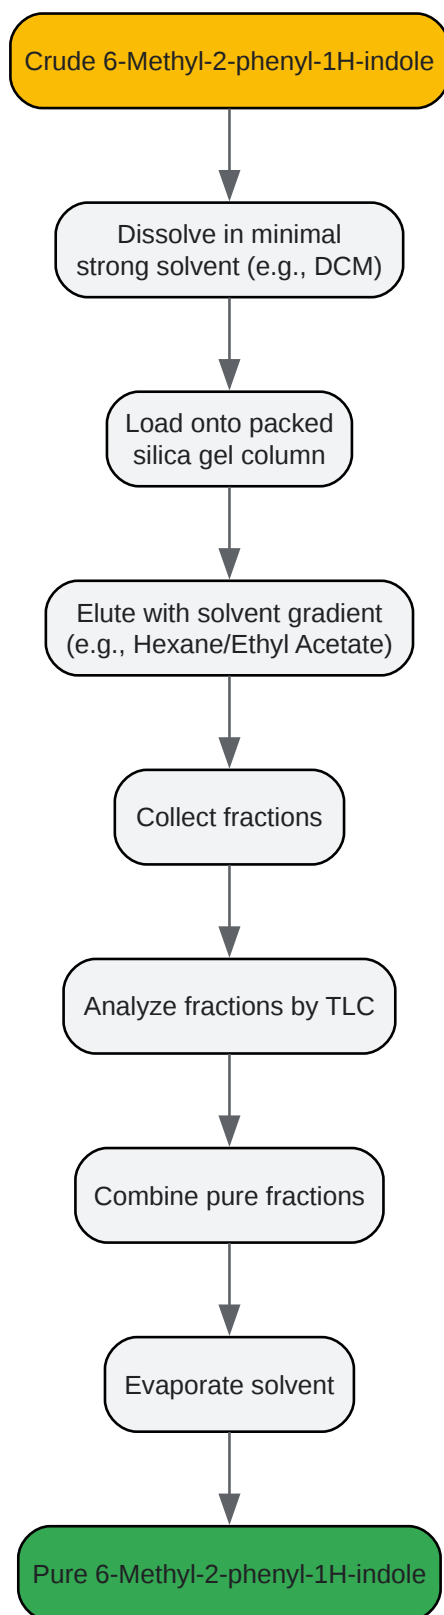 Crude 6-Methyl-2-phenyl-1H-indole
Dissolve in minimal
strong solvent (e.g., DCM)
Load onto packed
silica gel column
Elute with solvent gradient
(e.g., Hexane/Ethyl Acetate)
Collect fractions
Analyze fractions by TLC
Combine pure fractions
Evaporate solvent
Pure 6-Methyl-2-phenyl-1H-indole